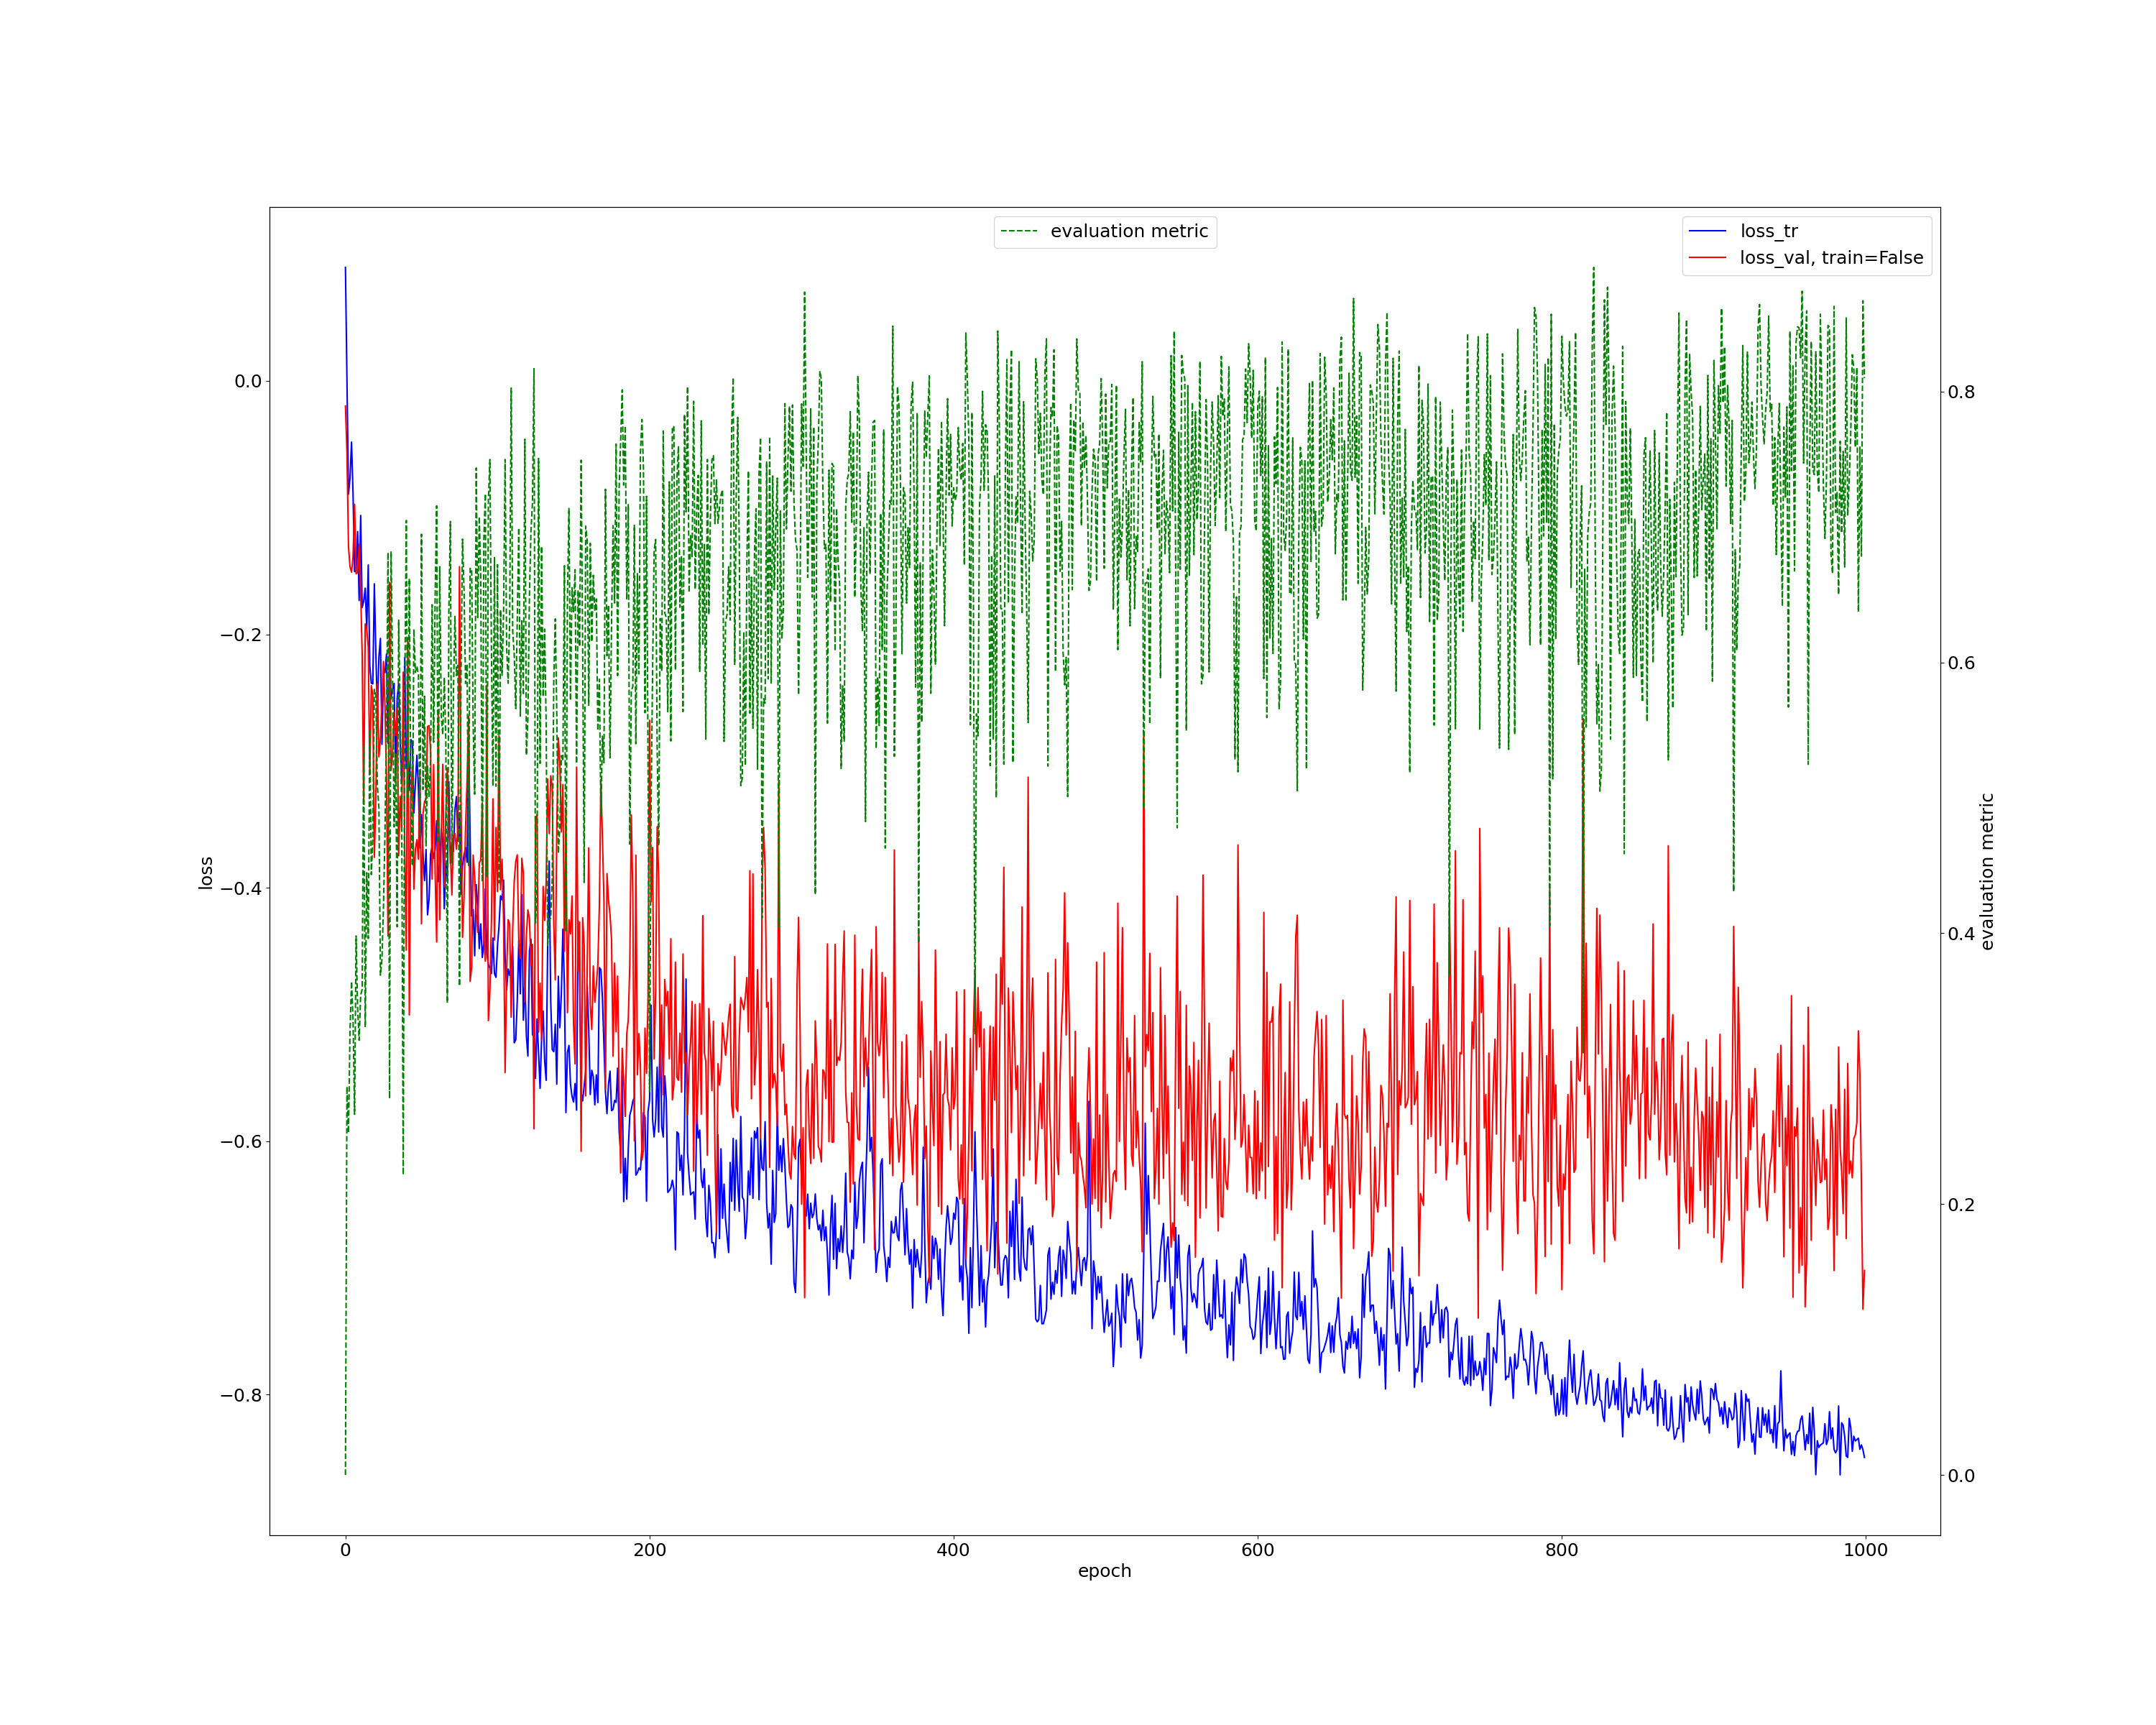 evaluation metric
loss_tr
loss_val, train=False
0.0
−0.2
−0.4
−0.6
−0.8
loss
0.8
0.6
0.4
0.2
0.0
evaluation metric
0 200 400 600 800 1000
epoch